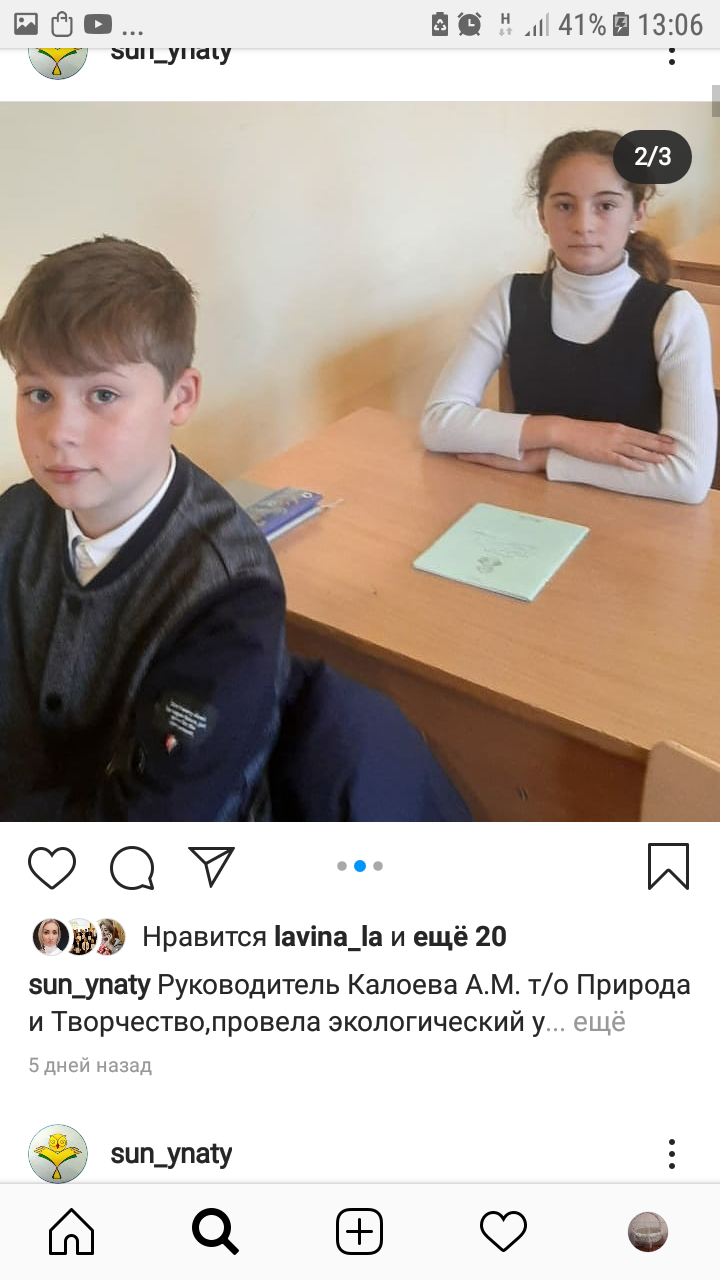 ... 41% 13:06
sun_ynaty
2/3
Нравится lavina_la и ещё 20
sun_ynaty Руководитель Калоева А.М. т/о Природа
и Творчество,провела экологический у... ещё
5 дней назад
sun_ynaty